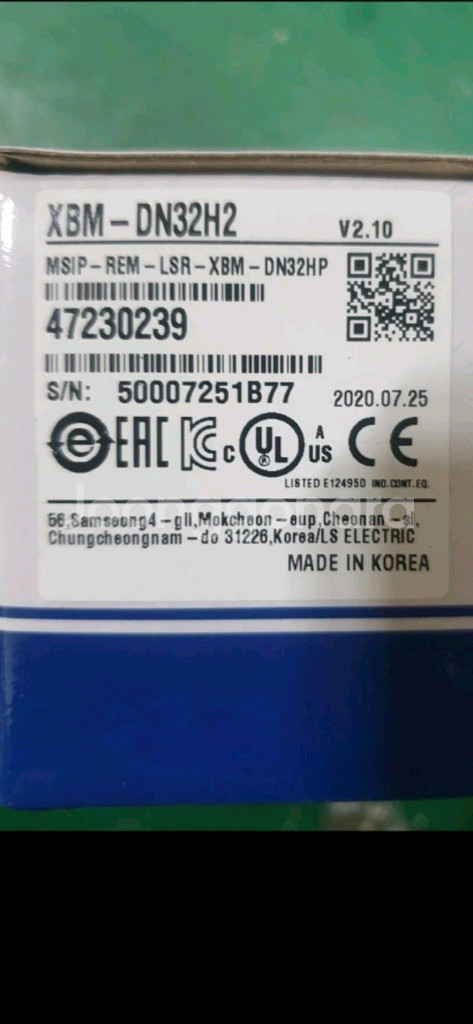 XBM-DN32H2 V2.10
MSIP-REM-LSR-XBM-DN32HP
47230239
S/N: 50007251B77 2020.07.25
EAC c UL ® A US CE
LISTED E124950 IND.CONT.EQ.
56,Samseong4-gil,Mokcheon-eup,Cheonan-si,
Chungcheongnam-do 31226,Korea/LS ELECTRIC
MADE IN KOREA